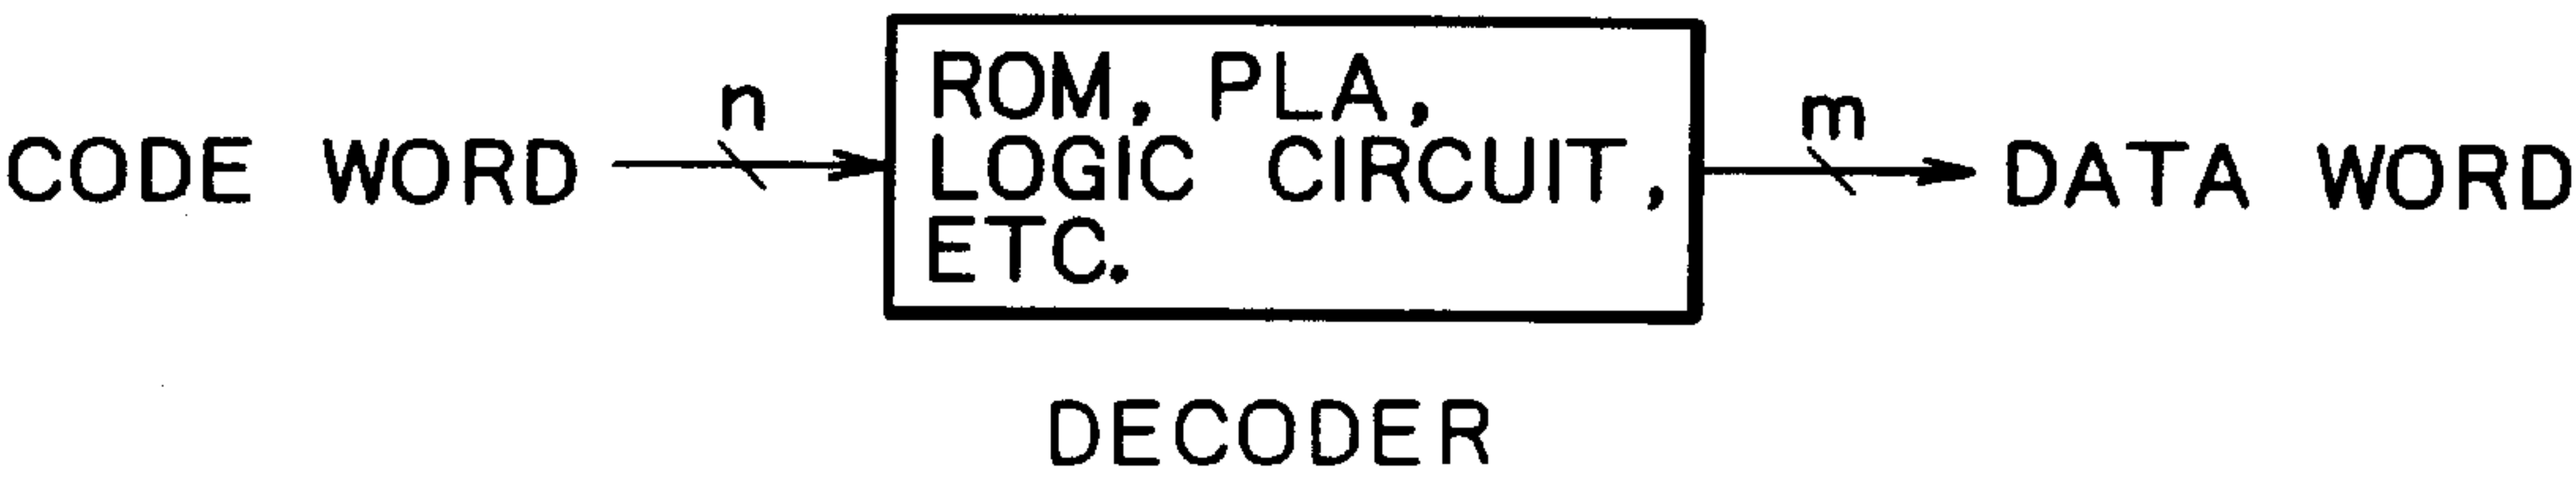 CODE WORD
n
ROM, PLA,
LOGIC CIRCUIT,
ETC.
m
DATA WORD
DECODER